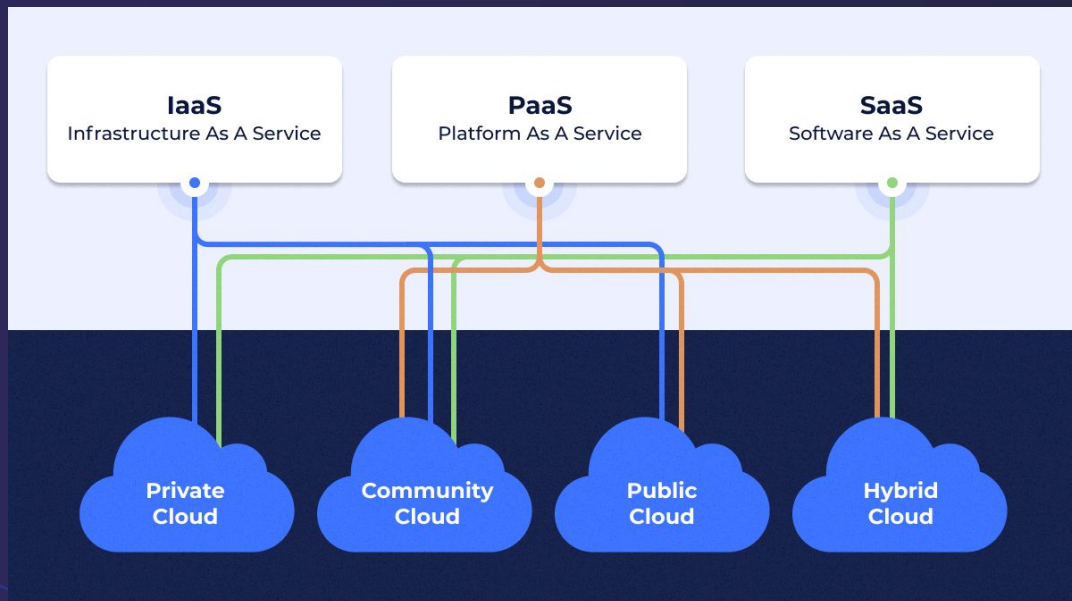 IaaS
Infrastructure As A Service
PaaS
Platform As A Service
SaaS
Software As A Service
Private
Cloud
Community
Cloud
Public
Cloud
Hybrid
Cloud